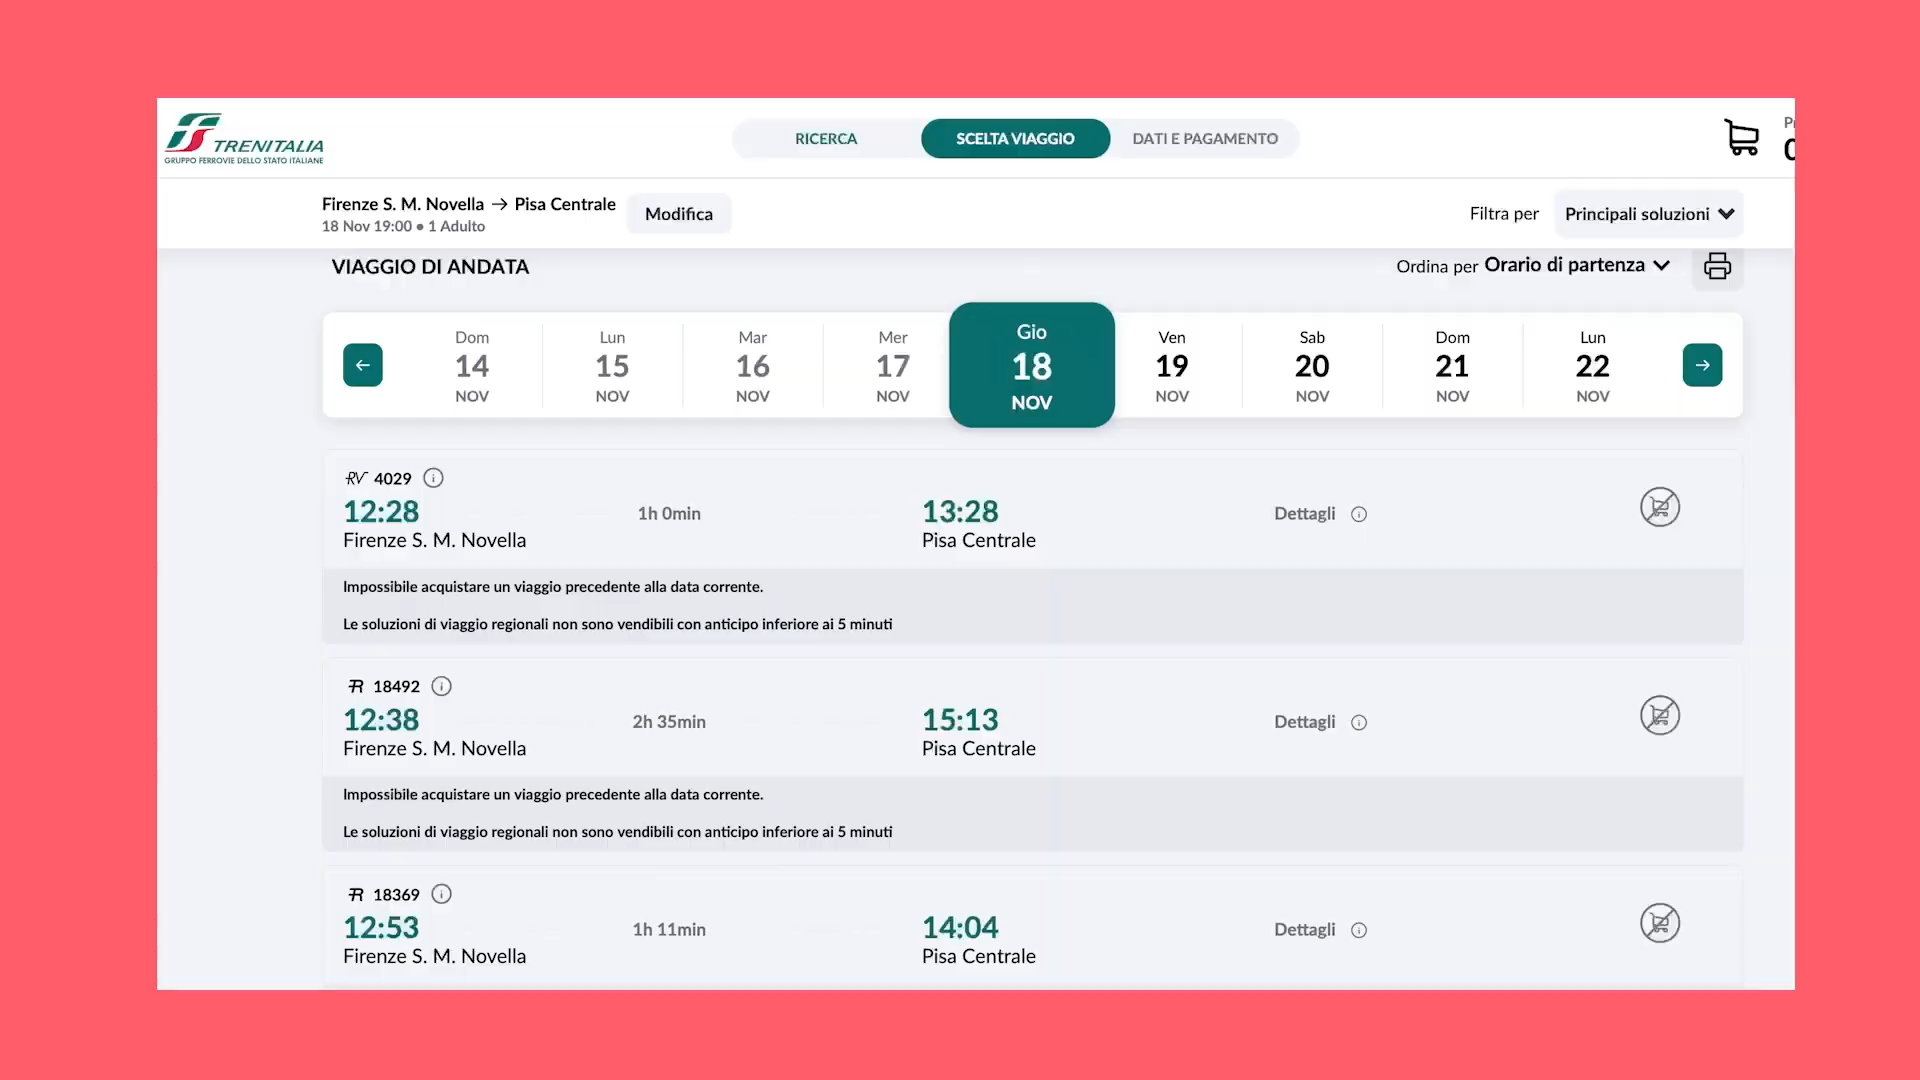 TRENITALIA
GRUPPO FERROVIE DELLO STATO ITALIANE
RICERCA
SCELTA VIAGGIO
DATI E PAGAMENTO
Firenze S. M. Novella → Pisa Centrale
18 Nov 19:00 • 1 Adulto
Modifica
Filtra per
Principali soluzioni
VIAGGIO DI ANDATA
Ordina per Orario di partenza
Dom
14
NOV
Lun
15
NOV
Mar
16
NOV
Mer
17
NOV
Gio
18
NOV
Ven
19
NOV
Sab
20
NOV
Dom
21
NOV
Lun
22
NOV
RV 4029
12:28 1h 0min 13:28 Dettagli
Firenze S. M. Novella Pisa Centrale
Impossibile acquistare un viaggio precedente alla data corrente.
Le soluzioni di viaggio regionali non sono vendibili con anticipo inferiore ai 5 minuti
R 18492
12:38 2h 35min 15:13 Dettagli
Firenze S. M. Novella Pisa Centrale
Impossibile acquistare un viaggio precedente alla data corrente.
Le soluzioni di viaggio regionali non sono vendibili con anticipo inferiore ai 5 minuti
R 18369
12:53 1h 11min 14:04 Dettagli
Firenze S. M. Novella Pisa Centrale